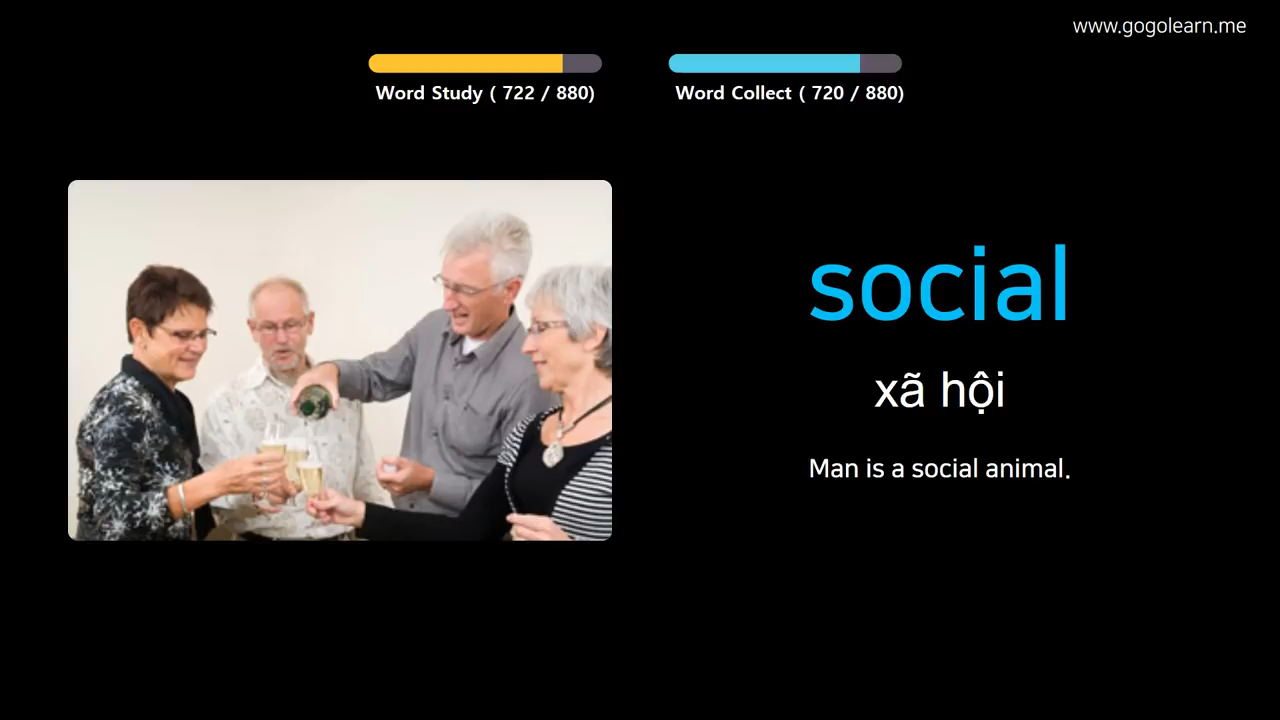 www.gogolearn.me
Word Study ( 722 / 880)
Word Collect ( 720 / 880)
social
xã hội
Man is a social animal.